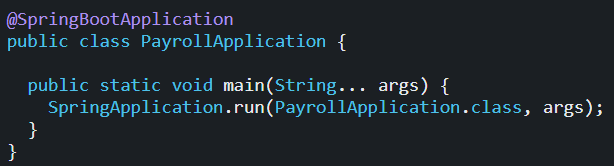 @SpringBootApplication
public class PayrollApplication {
public static void main(String... args) {
SpringApplication.run(PayrollApplication.class, args);
}
}